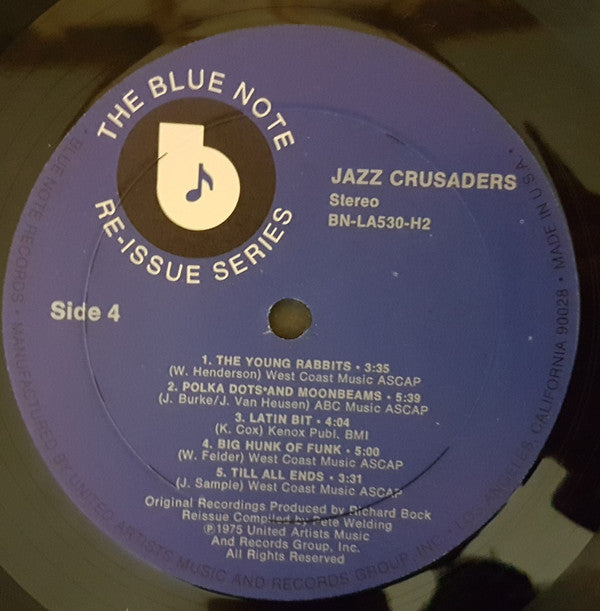 THE BLUE NOTE
RE-ISSUE SERIES
JAZZ CRUSADERS
Stereo
BN-LA530-H2
Side 4
1. THE YOUNG RABBITS • 3:35
(W. Henderson) West Coast Music ASCAP
2. POLKA DOTS AND MOONBEAMS • 5:39
(J. Burke/J. Van Heusen) ABC Music ASCAP
3. LATIN BIT • 4:04
(K. Cox) Kenox Publ. BMI
4. BIG HUNK OF FUNK • 5:00
(W. Felder) West Coast Music ASCAP
5. TILL ALL ENDS • 3:31
(J. Sample) West Coast Music ASCAP
Original Recordings Produced by Richard Bock
Reissue Compiled by Pete Welding
℗1975 United Artists Music
And Records Group, Inc.
All Rights Reserved
• BLUE NOTE RECORDS • MANUFACTURED BY UNITED ARTISTS MUSIC AND RECORDS GROUP, INC. • LOS ANGELES, CALIFORNIA 90028 • MADE IN U.S.A. •